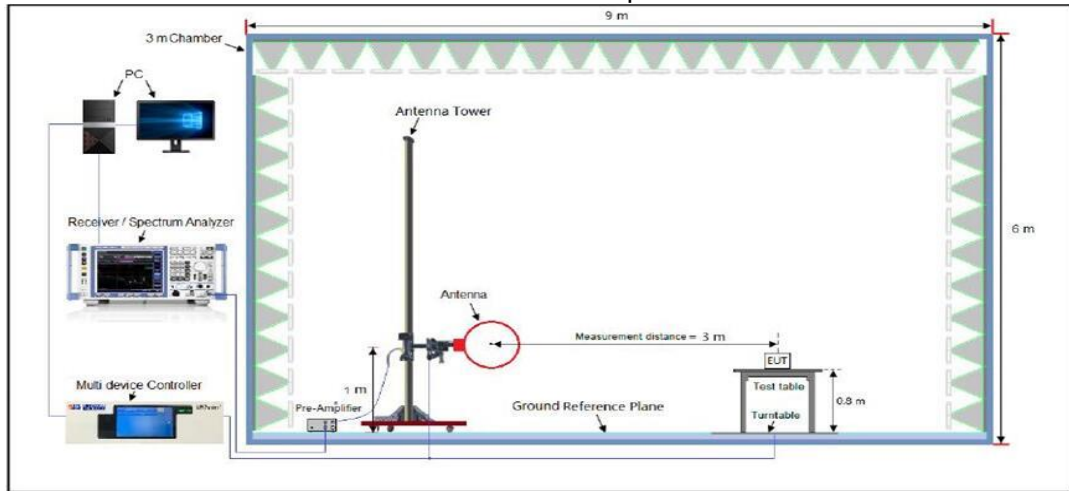 9 m
3 m Chamber
PC
Antenna Tower
Receiver / Spectrum Analyzer
6 m
Antenna
Measurement distance = 3 m
EUT
Multi device Controller
1 m
Test table
0.8 m
Pre-Amplifier
Ground Reference Plane
Turntable